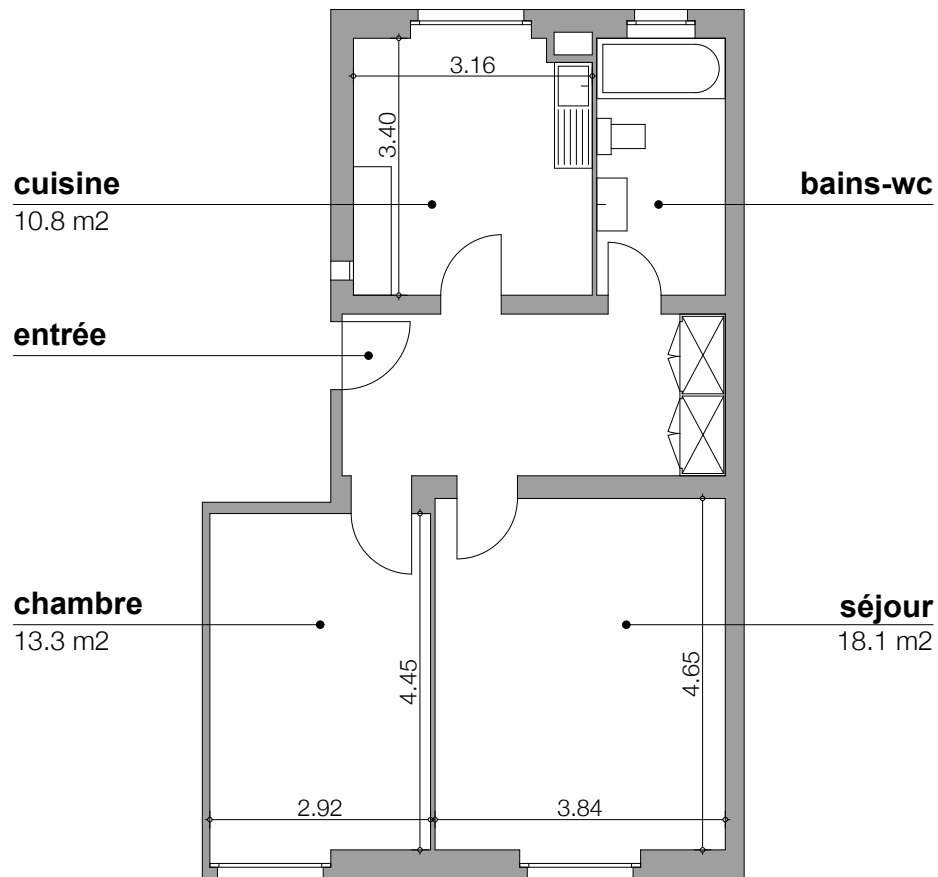 3.16
3.40
cuisine
10.8 m2
bains-wc
entrée
chambre
13.3 m2
séjour
18.1 m2
4.45
4.65
2.92
3.84